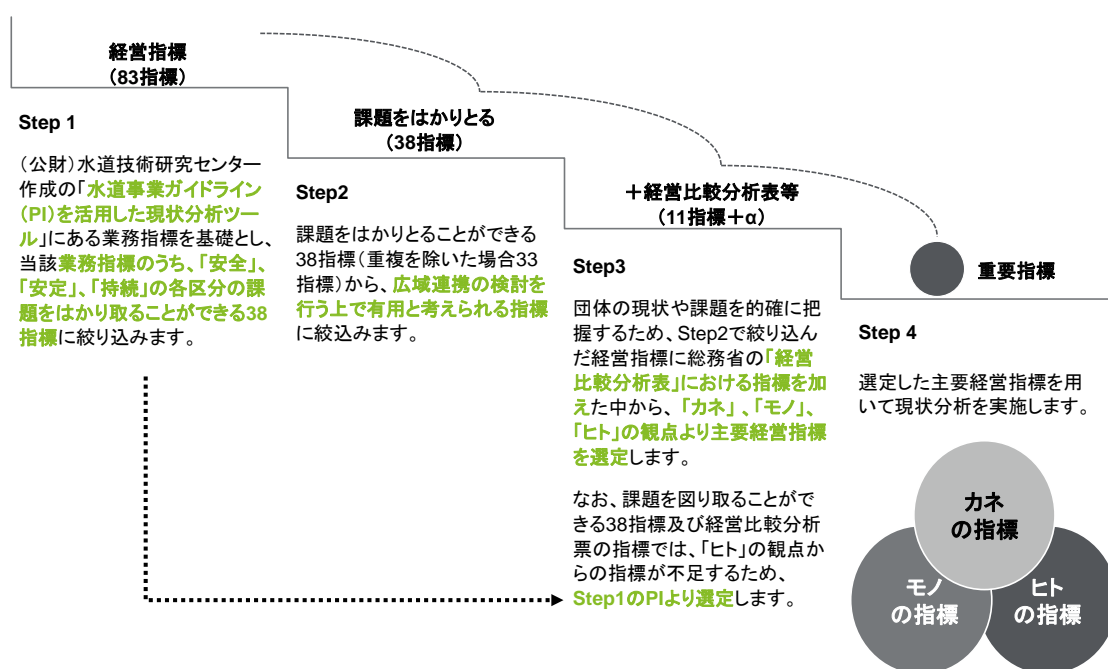 経営指標
(83指標)
Step 1
（公財）水道技術研究センター
作成の「水道事業ガイドライン
（PI）を活用した現状分析ツー
ル」にある業務指標を基礎とし、
当該業務指標のうち、「安全」、
「安定」、「持続」の各区分の課
題をはかり取ることができる38
指標に絞り込みます。
課題をはかりとる
(38指標)
Step2
課題をはかりとることができる
38指標（重複を除いた場合33
指標）から、広域連携の検討を
行う上で有用と考えられる指標
に絞込みます。
＋経営比較分析表等
(11指標＋α)
Step3
団体の現状や課題を的確に把
握するため、Step2で絞り込ん
だ経営指標に総務省の「経営
比較分析表」における指標を加
えた中から、「カネ」、「モノ」、
「ヒト」の観点より主要経営指標
を選定します。
なお、課題を図り取ることがで
きる38指標及び経営比較分析
票の指標では、「ヒト」の観点か
らの指標が不足するため、
Step1のPIより選定します。
重要指標
Step 4
選定した主要経営指標を用
いて現状分析を実施します。
カネ
の指標
モノ
の指標
ヒト
の指標